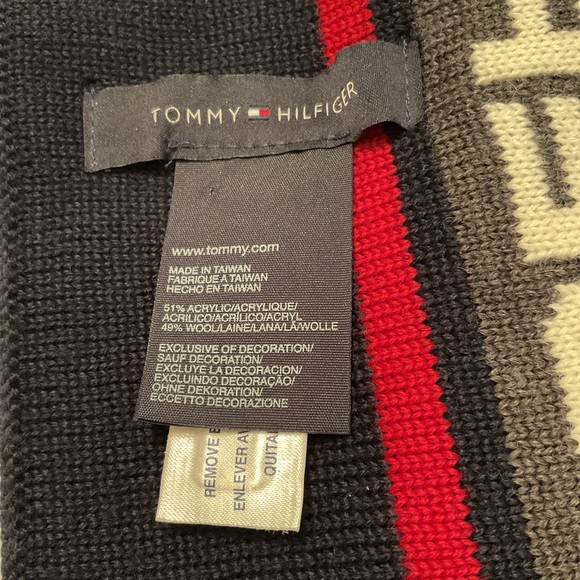 TOMMY HILFIGER
www.tommy.com
MADE IN TAIWAN
FABRIQUE A TAIWAN
HECHO EN TAIWAN
51% ACRYLIC/ACRYLIQUE/
ACRILICO/ACRÍLICO/ACRYL
49% WOOL/LAINE/LANA/LÃ/WOLLE
EXCLUSIVE OF DECORATION/
SAUF DECORATION/
EXCLUYE LA DECORACION/
EXCLUINDO DECORAÇÃO/
OHNE DEKORATION/
ECCETTO DECORAZIONE
REMOVE
ENLEVER